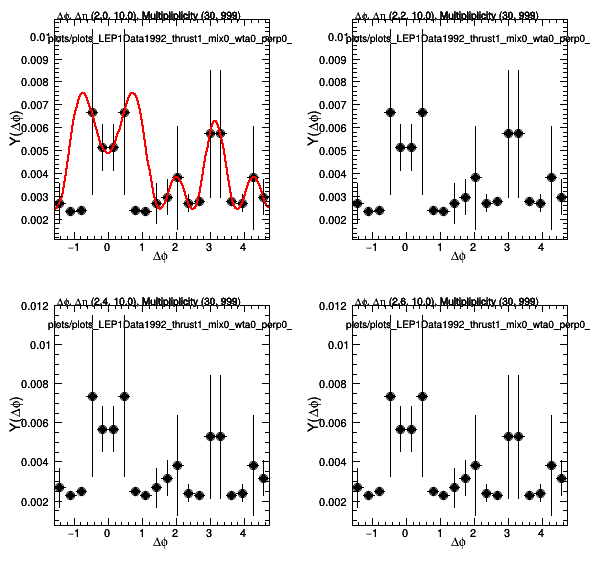 Δϕ, Δη (2.0, 10.0), Multipliplicity (30, 999)
plots/plots_LEP1Data1992_thrust1_mix0_wta0_perp0_
0.01
0.009
0.008
0.007
0.006
0.005
0.004
0.003
0.002
Y(Δϕ)
−1 0 1 2 3 4
Δϕ
Δϕ, Δη (2.2, 10.0), Multipliplicity (30, 999)
plots/plots_LEP1Data1992_thrust1_mix0_wta0_perp0_
0.01
0.009
0.008
0.007
0.006
0.005
0.004
0.003
0.002
Y(Δϕ)
−1 0 1 2 3 4
Δϕ
Δϕ, Δη (2.4, 10.0), Multipliplicity (30, 999)
plots/plots_LEP1Data1992_thrust1_mix0_wta0_perp0_
0.012
0.01
0.008
0.006
0.004
0.002
Y(Δϕ)
−1 0 1 2 3 4
Δϕ
Δϕ, Δη (2.6, 10.0), Multipliplicity (30, 999)
plots/plots_LEP1Data1992_thrust1_mix0_wta0_perp0_
0.012
0.01
0.008
0.006
0.004
0.002
Y(Δϕ)
−1 0 1 2 3 4
Δϕ